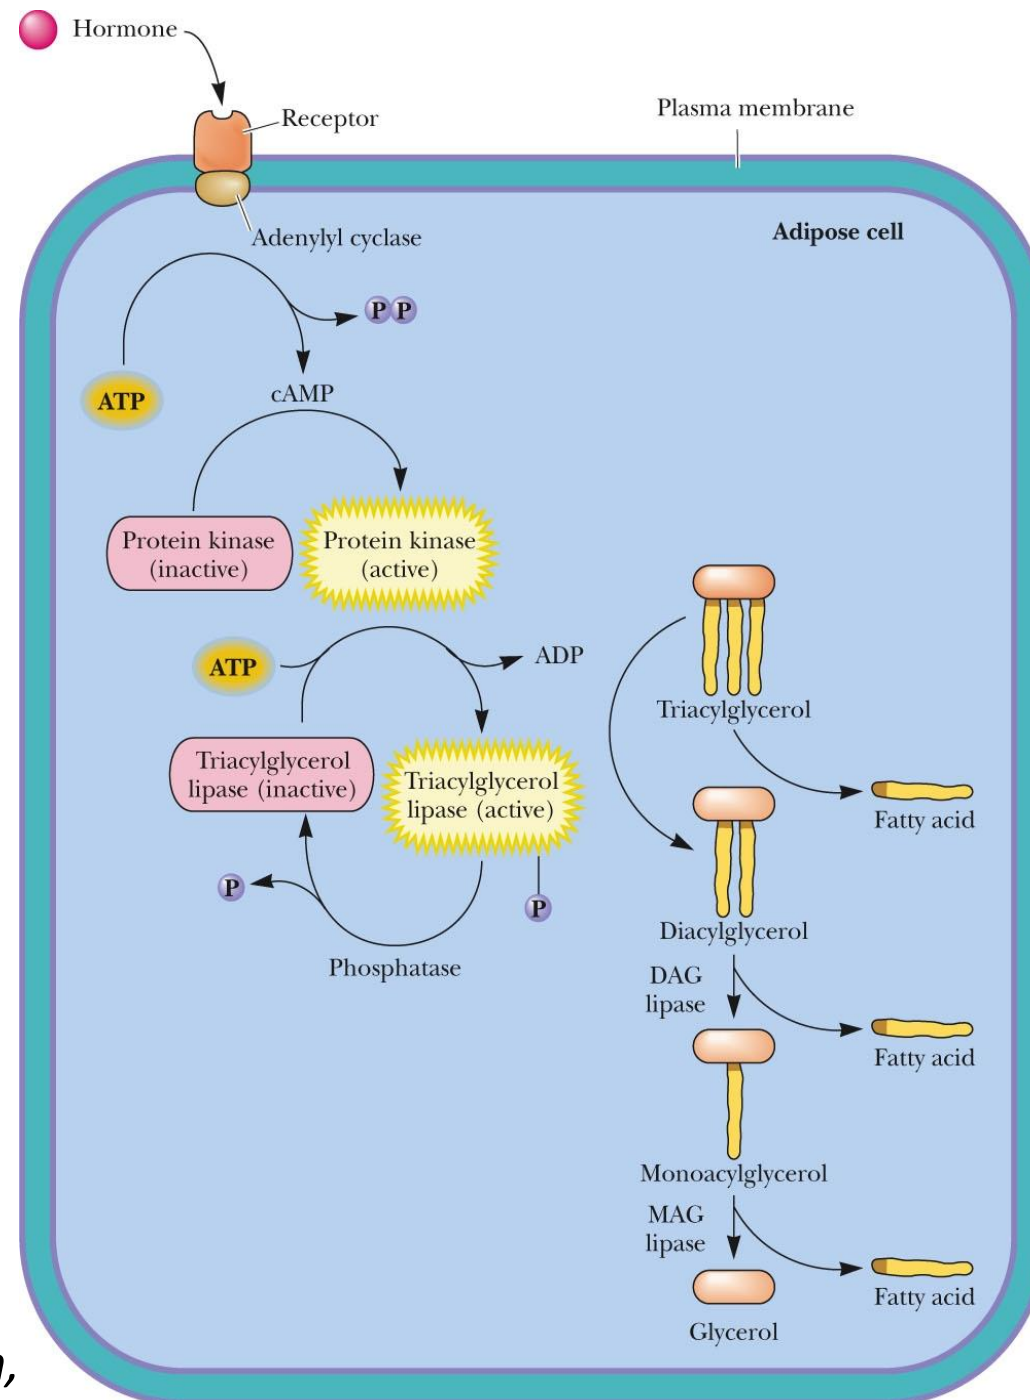 Hormone
Receptor
Plasma membrane
Adenylyl cyclase
Adipose cell
P P
ATP
cAMP
Protein kinase
(inactive)
Protein kinase
(active)
ATP
ADP
Triacylglycerol
lipase (inactive)
Triacylglycerol
lipase (active)
P
P
Phosphatase
Triacylglycerol
Fatty acid
Diacylglycerol
DAG
lipase
Fatty acid
Monoacylglycerol
MAG
lipase
Fatty acid
Glycerol